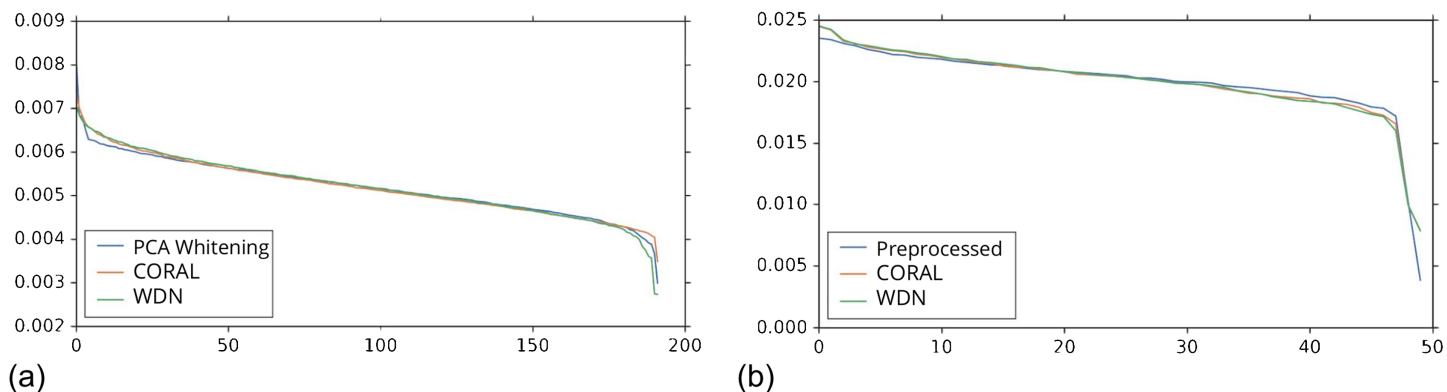 0.009
0.008
0.007
0.006
0.005
0.004
0.003
0.002
PCA Whitening
CORAL
WDN
0 50 100 150 200
(a)
0.025
0.020
0.015
0.010
0.005
0.000
Preprocessed
CORAL
WDN
0 10 20 30 40 50
(b)